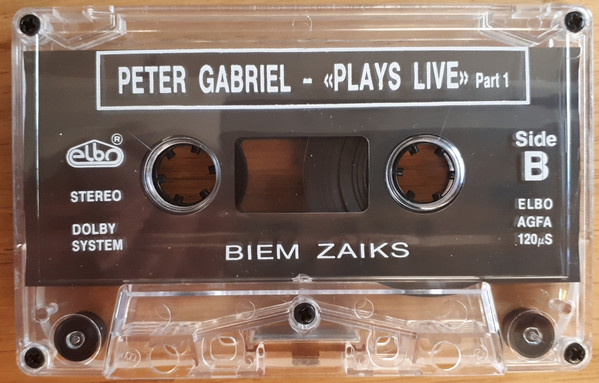 PETER GABRIEL - «PLAYS LIVE» Part 1
elbo ®
STEREO
DOLBY
SYSTEM
BIEM ZAIKS
Side
B
ELBO
AGFA
120µS